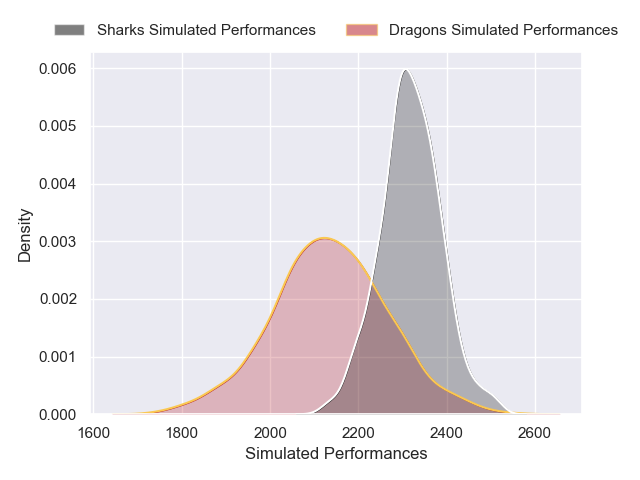 Sharks Simulated Performances Dragons Simulated Performances
0.006
0.005
0.004
0.003
0.002
0.001
0.000
Density
1600 1800 2000 2200 2400 2600
Simulated Performances